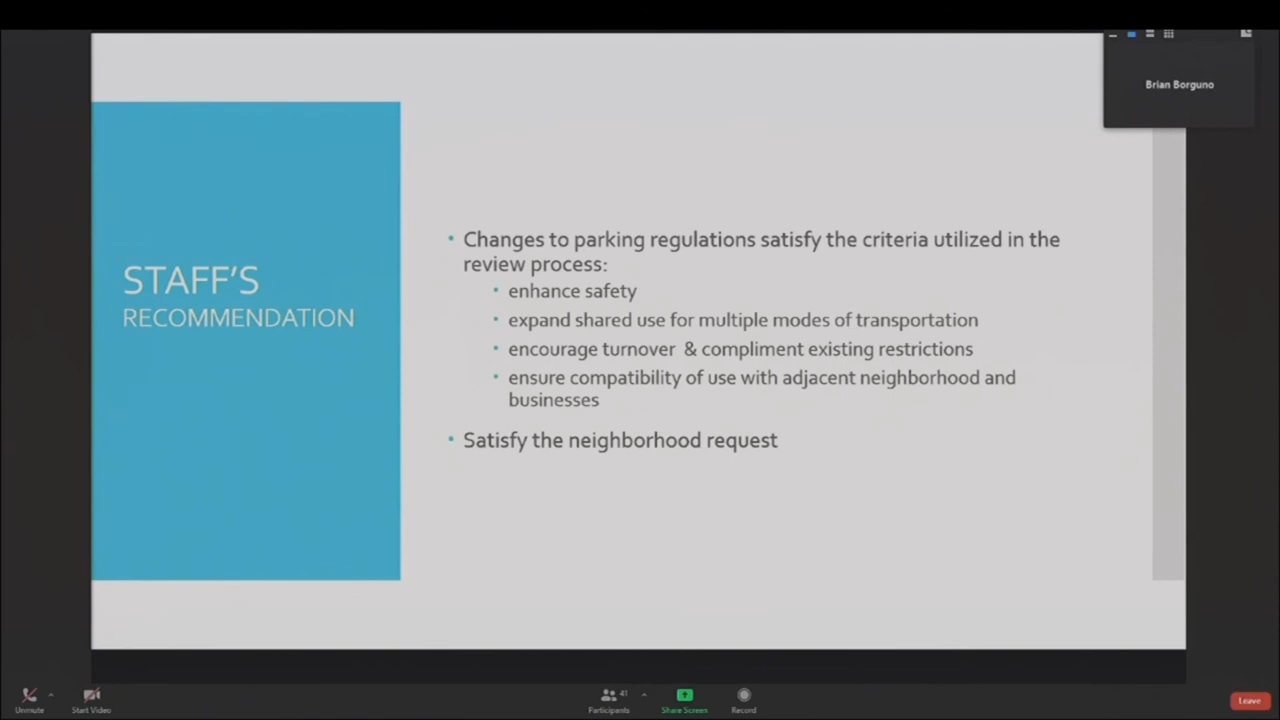 Brian Borguno
STAFF'S
RECOMMENDATION
• Changes to parking regulations satisfy the criteria utilized in the
review process:
• enhance safety
• expand shared use for multiple modes of transportation
• encourage turnover & compliment existing restrictions
• ensure compatibility of use with adjacent neighborhood and
businesses
• Satisfy the neighborhood request
Unmute
Start Video
41
Participants
Share Screen
Record
Leave